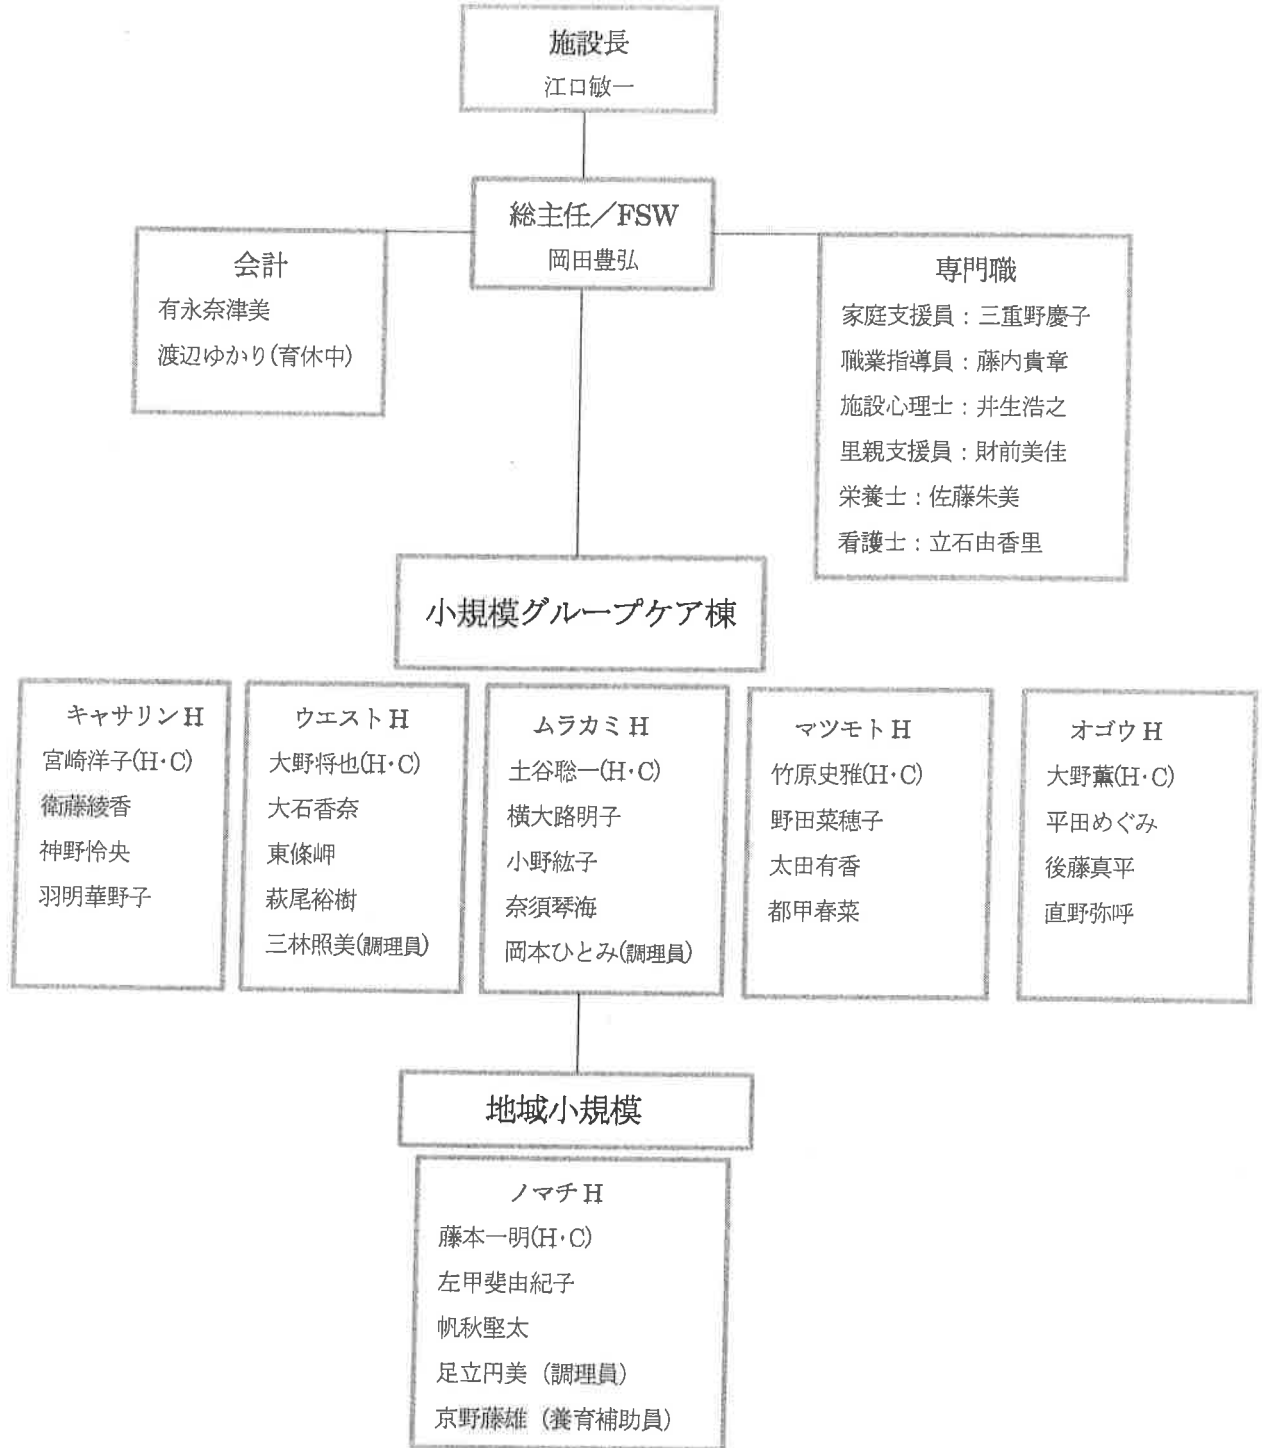 施設長
江口敏一
総主任／FSW
岡田豊弘
会計
有永奈津美
渡辺ゆかり(育休中)
専門職
家庭支援員：三重野慶子
職業指導員：藤内貴章
施設心理士：井生浩之
里親支援員：財前美佳
栄養士：佐藤朱美
看護士：立石由香里
小規模グループケア棟
キャサリン H
宮崎洋子(H・C)
衛藤綾香
神野怜央
羽明華野子
ウエスト H
大野将也(H・C)
大石香奈
東條岬
萩尾裕樹
三林照美(調理員)
ムラカミ H
土谷聡一(H・C)
横大路明子
小野紘子
奈須琴海
岡本ひとみ(調理員)
マツモト H
竹原史雅(H・C)
野田菜穂子
太田有香
都甲春菜
オゴウ H
大野薫(H・C)
平田めぐみ
後藤真平
直野弥呼
地域小規模
ノマチ H
藤本一明(H・C)
左甲斐由紀子
帆秋堅太
足立円美（調理員）
京野藤雄（養育補助員）